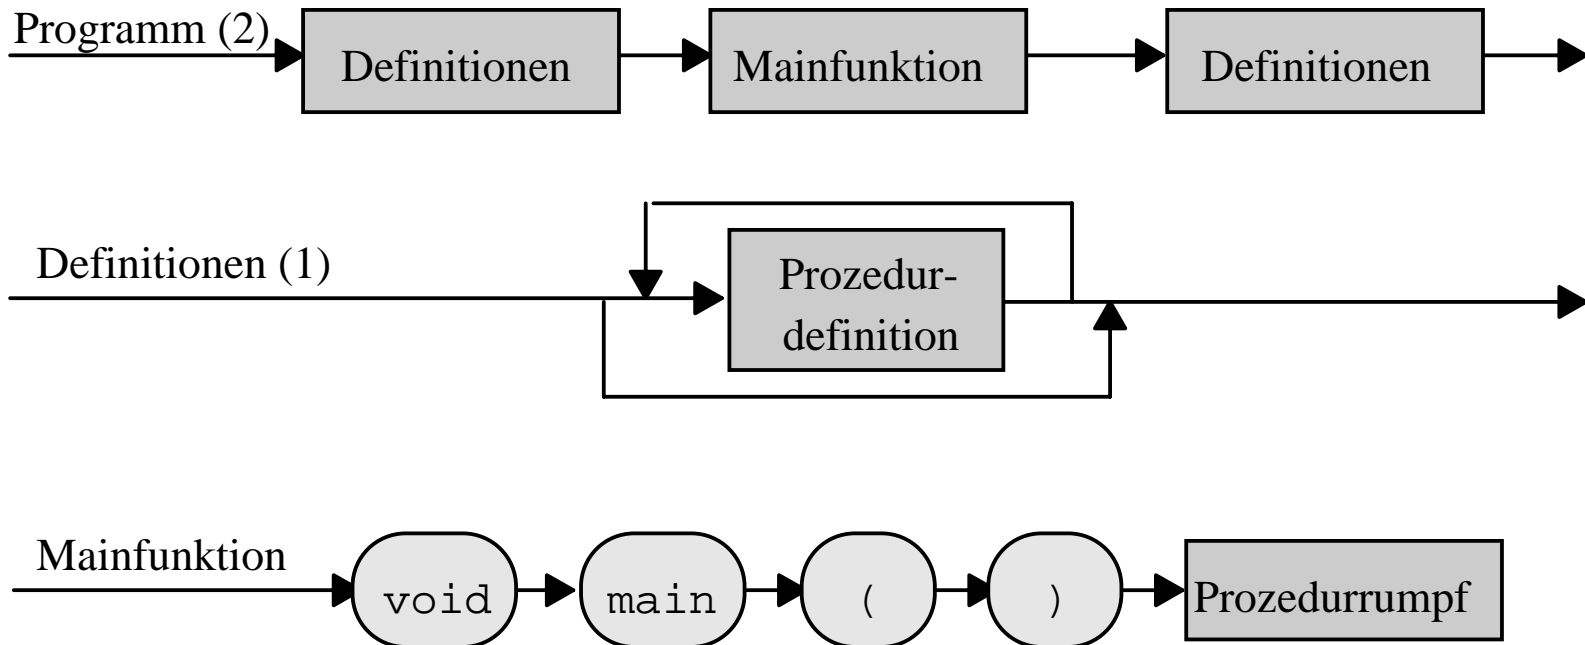 Programm (2)
Definitionen
Mainfunktion
Definitionen
Definitionen (1)
Prozedur-
definition
Mainfunktion
void
main
(
)
Prozedurrumpf